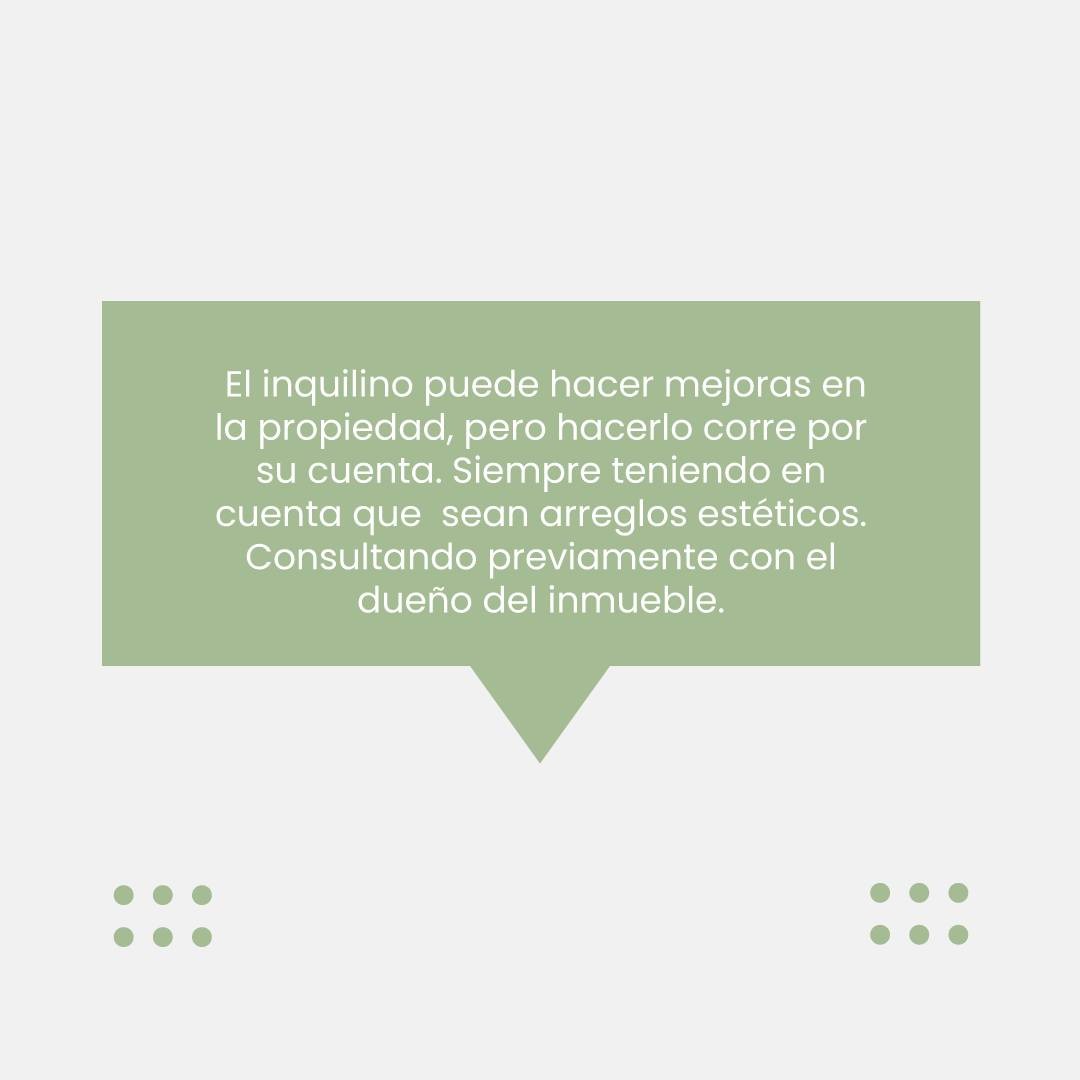 El inquilino puede hacer mejoras en
la propiedad, pero hacerlo corre por
su cuenta. Siempre teniendo en
cuenta que  sean arreglos estéticos.
Consultando previamente con el
dueño del inmueble.